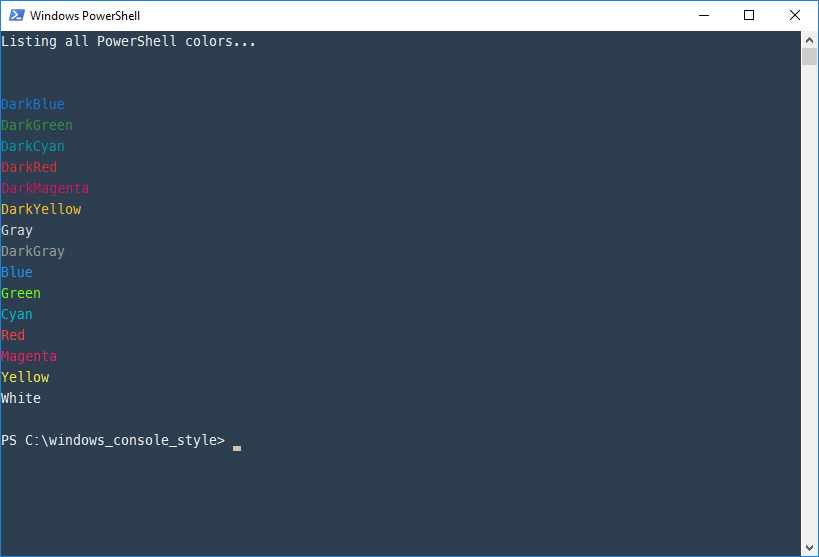 Windows PowerShell
Listing all PowerShell colors...
DarkBlue
DarkGreen
DarkCyan
DarkRed
DarkMagenta
DarkYellow
Gray
DarkGray
Blue
Green
Cyan
Red
Magenta
Yellow
White
PS C:\windows_console_style>